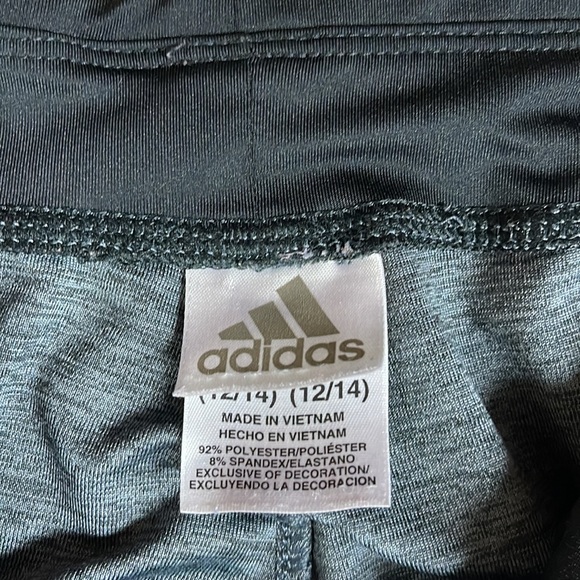 adidas
(12/14) (12/14)
MADE IN VIETNAM
HECHO EN VIETNAM
92% POLYESTER/POLIÉSTER
8% SPANDEX/ELASTANO
EXCLUSIVE OF DECORATION/
EXCLUYENDO LA DECORACION